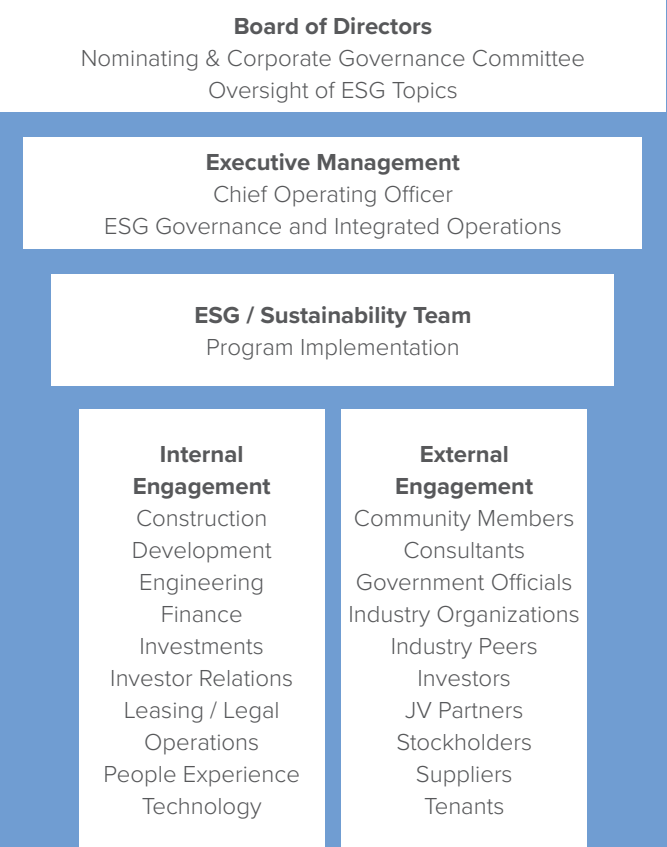 Board of Directors
Nominating & Corporate Governance Committee
Oversight of ESG Topics
Executive Management
Chief Operating Officer
ESG Governance and Integrated Operations
ESG / Sustainability Team
Program Implementation
Internal
Engagement
Construction
Development
Engineering
Finance
Investments
Investor Relations
Leasing / Legal
Operations
People Experience
Technology
External
Engagement
Community Members
Consultants
Government Officials
Industry Organizations
Industry Peers
Investors
JV Partners
Stockholders
Suppliers
Tenants